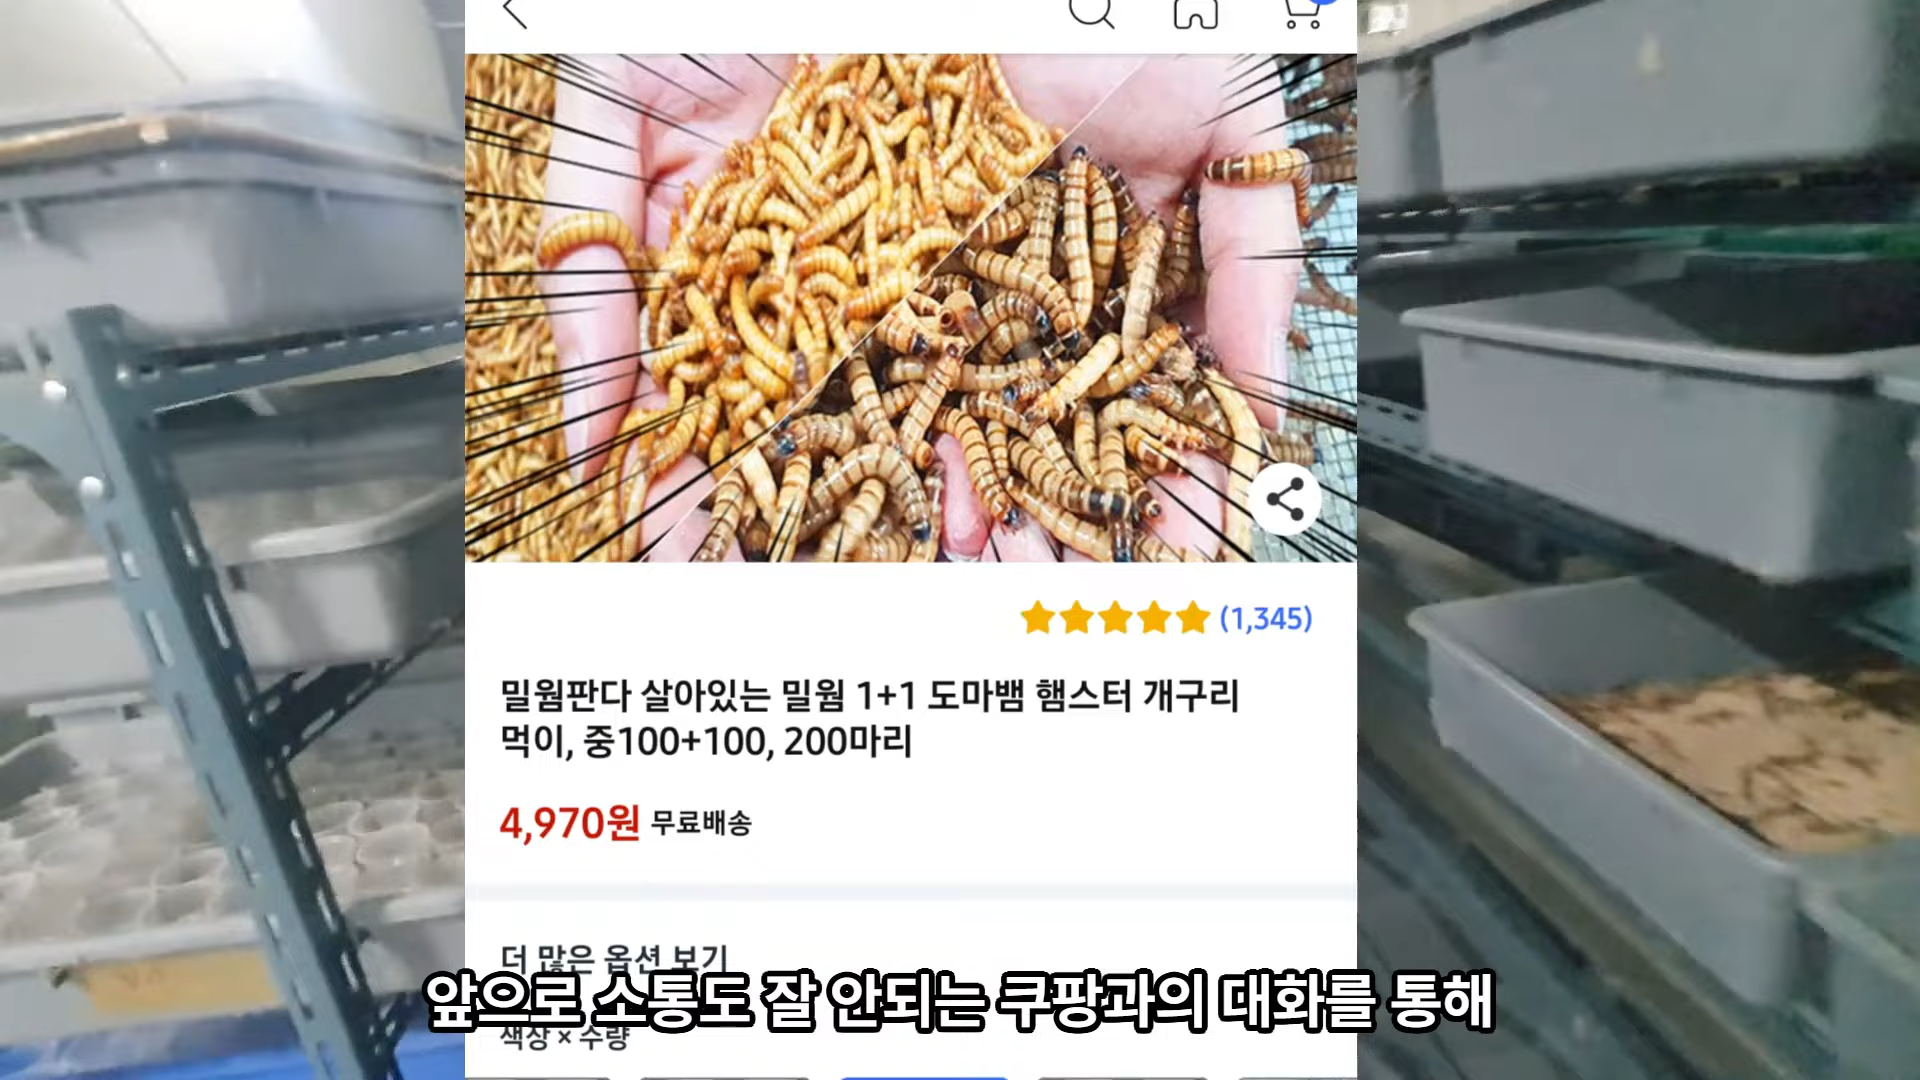 (1,345)
밀웜판다 살아있는 밀웜 1+1 도마뱀 햄스터 개구리
먹이, 중100+100, 200마리
4,970원 무료배송
더 많은 옵션 보기
앞으로 소통도 잘 안되는 쿠팡과의 대화를 통해
색상 × 수량